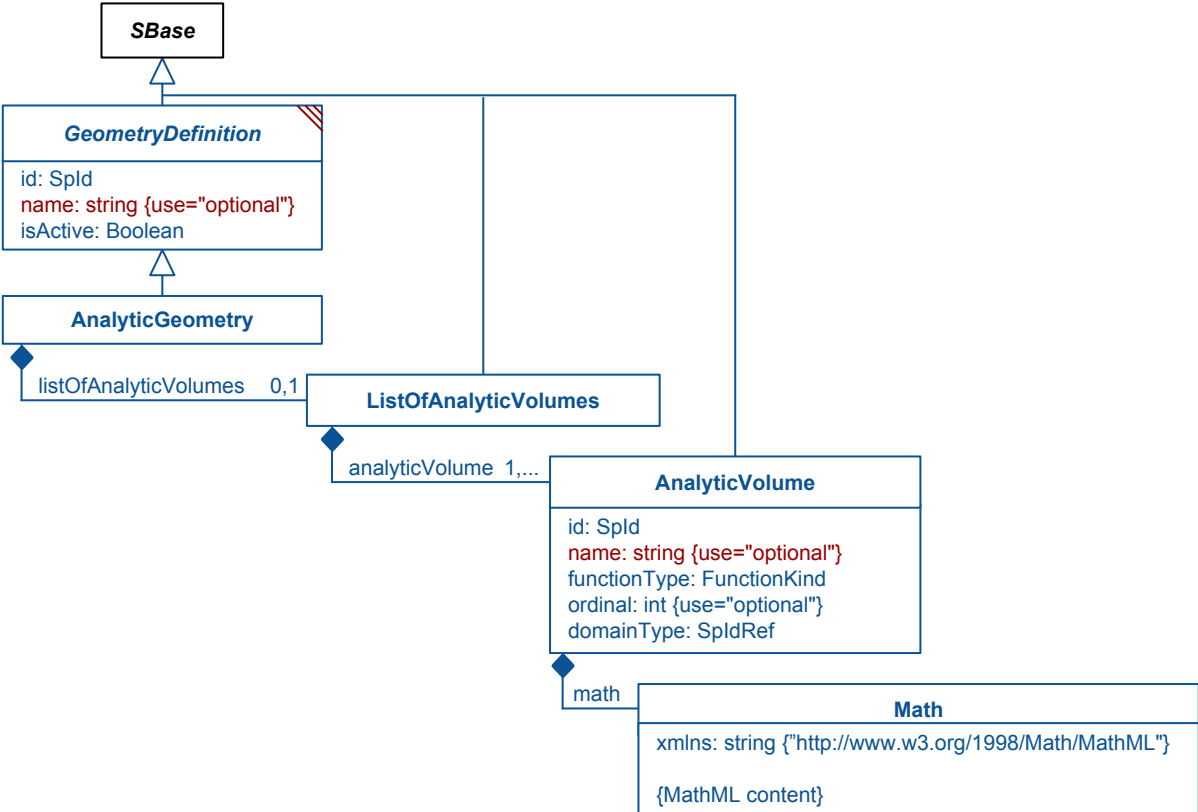 SBase
GeometryDefinition
id: SpId
name: string {use="optional"}
isActive: Boolean
AnalyticGeometry
listOfAnalyticVolumes 0,1
ListOfAnalyticVolumes
analyticVolume 1,...
AnalyticVolume
id: SpId
name: string {use="optional"}
functionType: FunctionKind
ordinal: int {use="optional"}
domainType: SpIdRef
math
Math
xmlns: string {”http://www.w3.org/1998/Math/MathML"}
{MathML content}